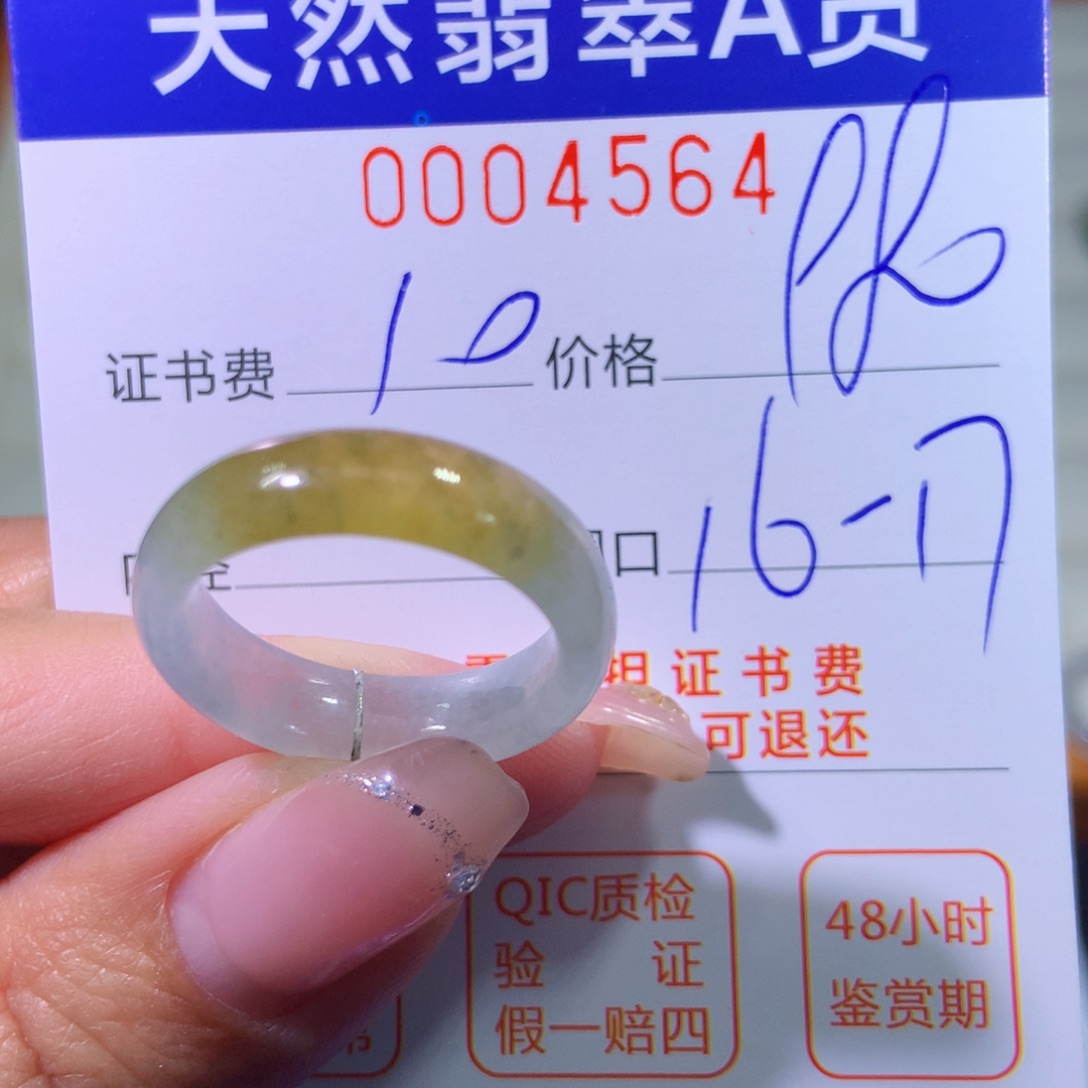 天然翡翠A货
0004564
证书费 10 价格
口 16-17
担证书费
可退还
QIC质检
验 证
假一赔四
48小时
鉴赏期